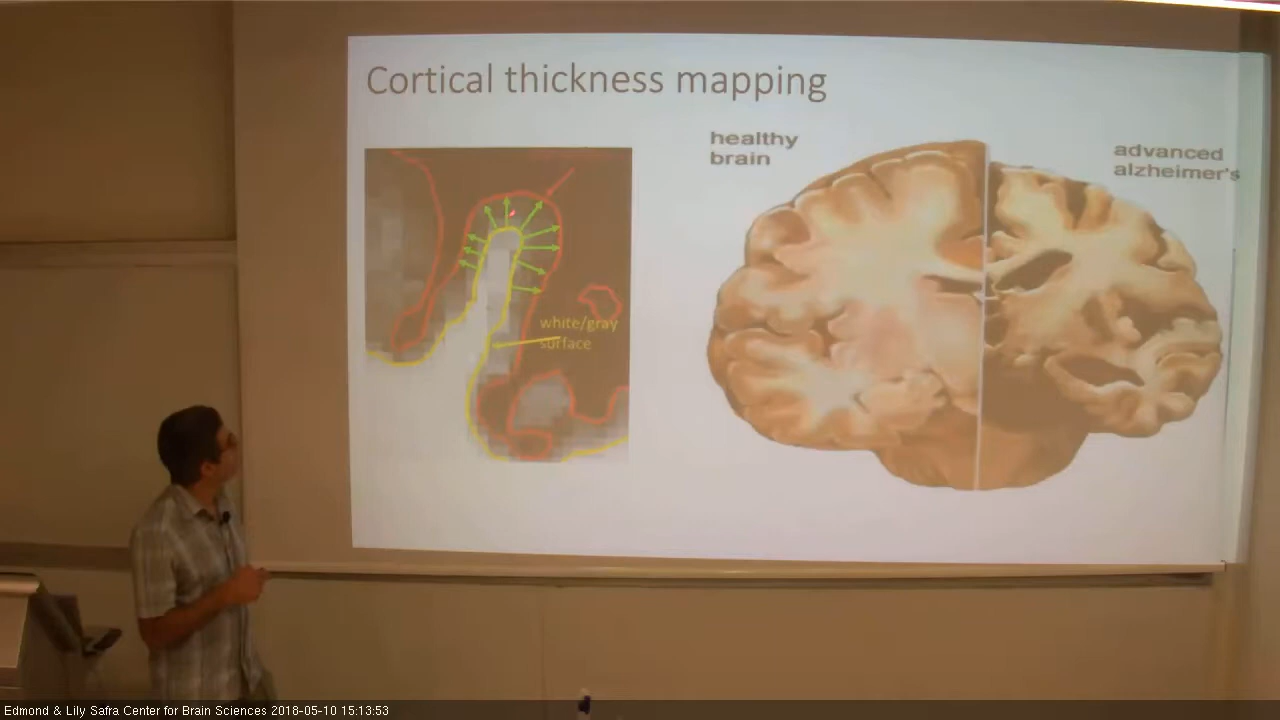 Cortical thickness mapping
healthy
brain
advanced
alzheimer's
white/gray
surface
Edmond & Lily Safra Center for Brain Sciences 2018-05-10 15:13:53